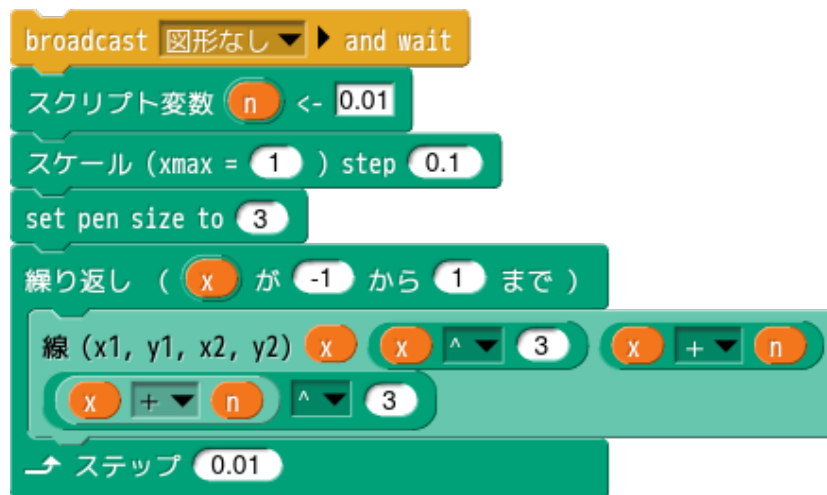 broadcast 図形なし and wait
スクリプト変数 n <- 0.01
スケール (xmax = 1 ) step 0.1
set pen size to 3
繰り返し ( x が -1 から 1 まで )
線 (x1, y1, x2, y2) x x ^ 3 x + n
x + n ^ 3
ステップ 0.01